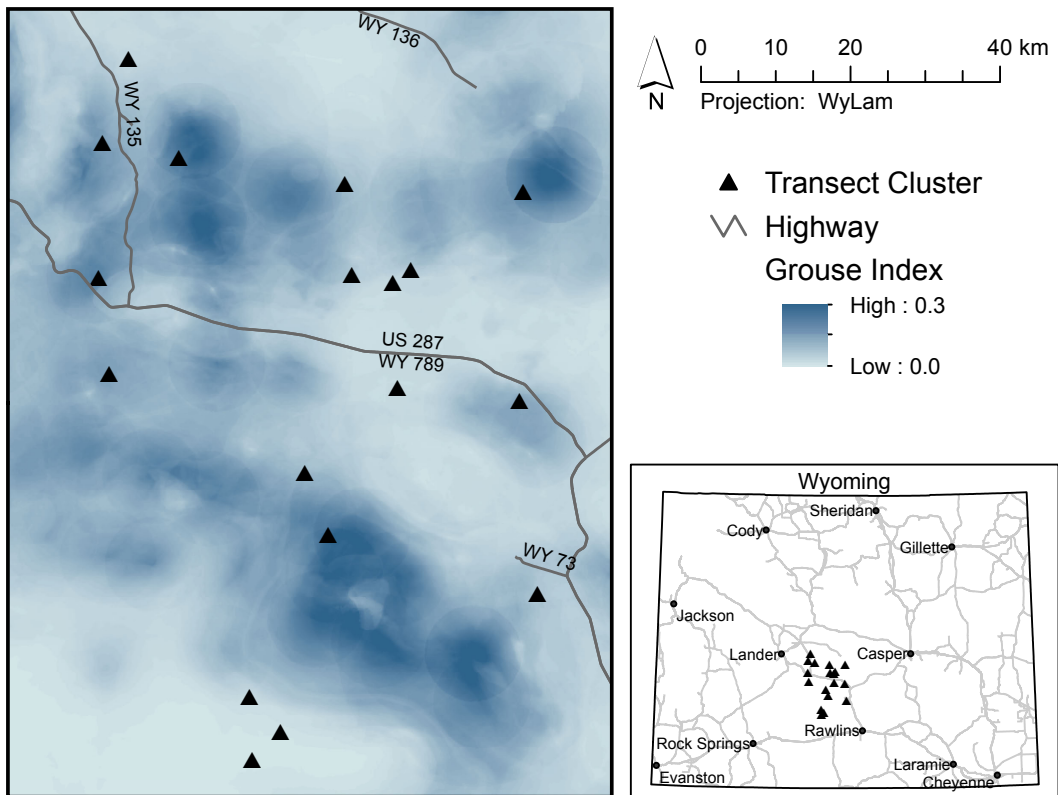 WY 136
WY 135
US 287
WY 789
WY 73
0 10 20 40 km
N
Projection: WyLam
Transect Cluster
Highway
Grouse Index
High : 0.3
Low : 0.0
Wyoming
Sheridan
Cody
Gillette
Jackson
Lander
Casper
Rawlins
Rock Springs
Laramie
Evanston
Cheyenne